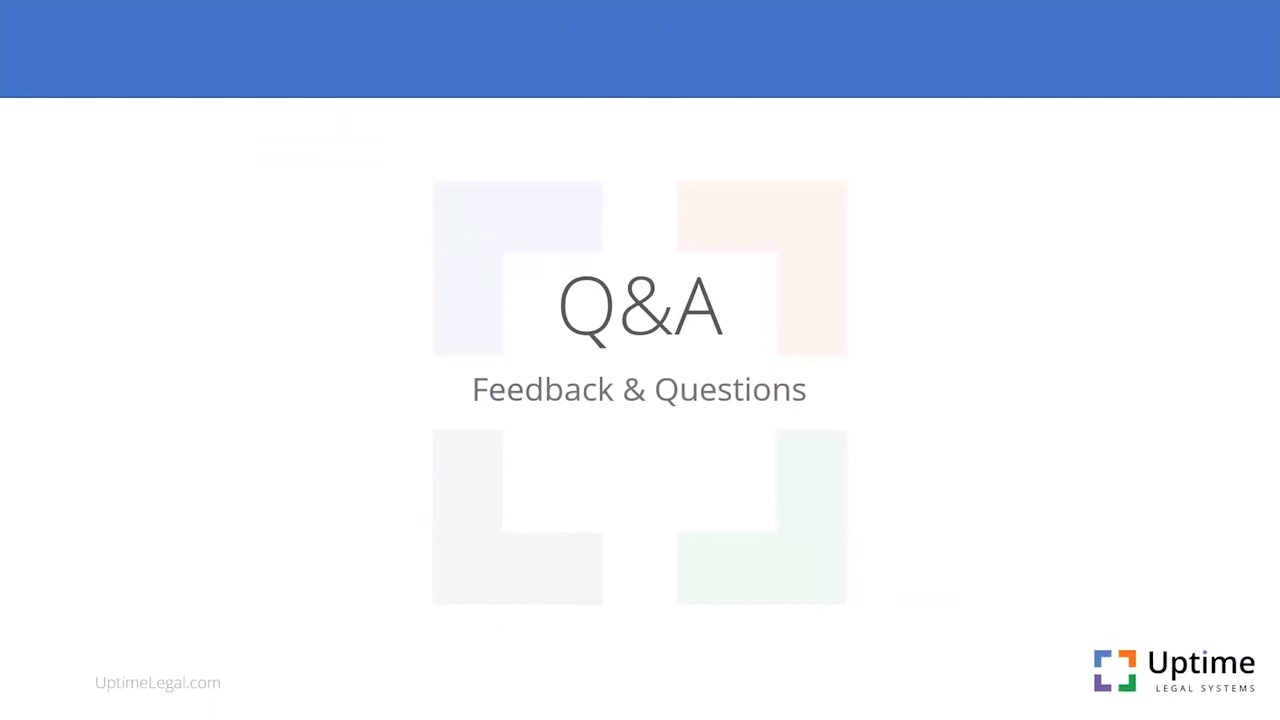 Q&A
Feedback & Questions
UptimeLegal.com
Uptime
LEGAL SYSTEMS